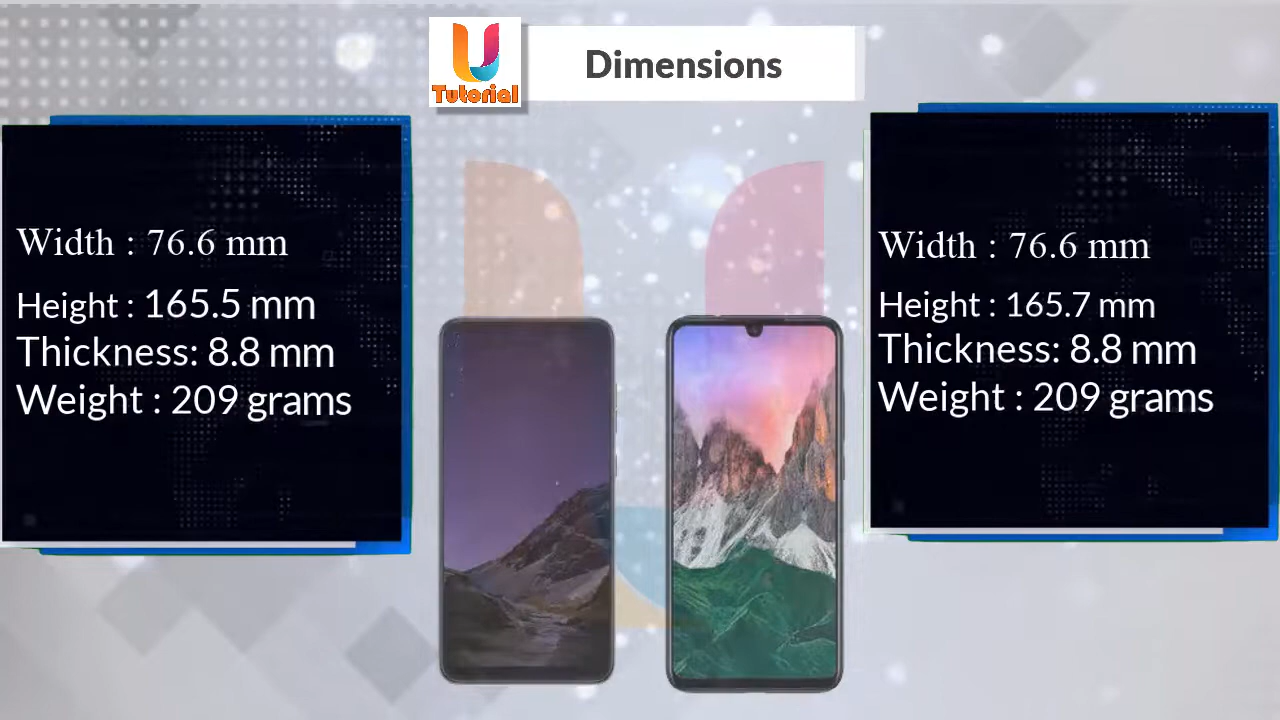 Tutorial
Dimensions
Width : 76.6 mm
Height : 165.5 mm
Thickness: 8.8 mm
Weight : 209 grams
Width : 76.6 mm
Height : 165.7 mm
Thickness: 8.8 mm
Weight : 209 grams